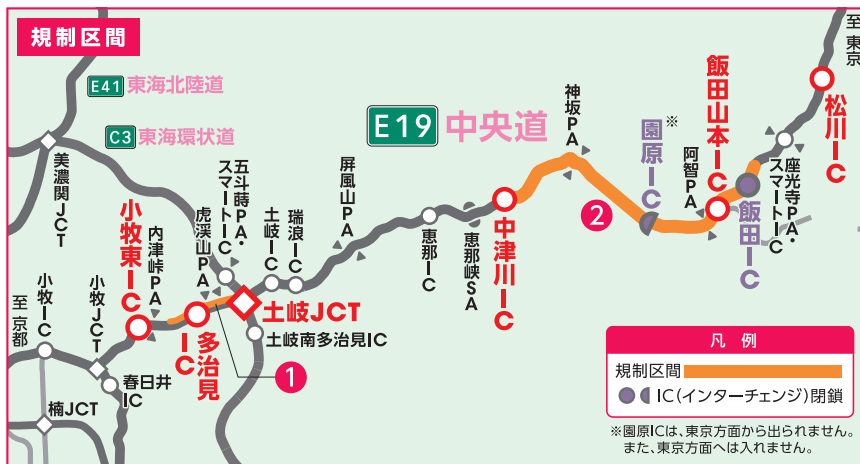 規制区間
E41 東海北陸道
C3 東海環状道
E19 中央道
至 東京
松川IC
座光寺PA・
スマートIC
飯田IC
飯田山本IC
阿智PA
※
園原IC
神坂PA
2
中津川IC
恵那峡SA
恵那IC
屏風山PA
瑞浪IC
土岐IC
五斗蒔PA・
スマートIC
虎渓山PA
土岐JCT
土岐南多治見IC
1
多治見
IC
内津峠PA
小牧東IC
美濃関JCT
小牧JCT
小牧IC
至 京都
春日井
IC
楠JCT
凡例
規制区間
IC(インターチェンジ)閉鎖
※園原ICは、東京方面から出られません。
また、東京方面へは入れません。